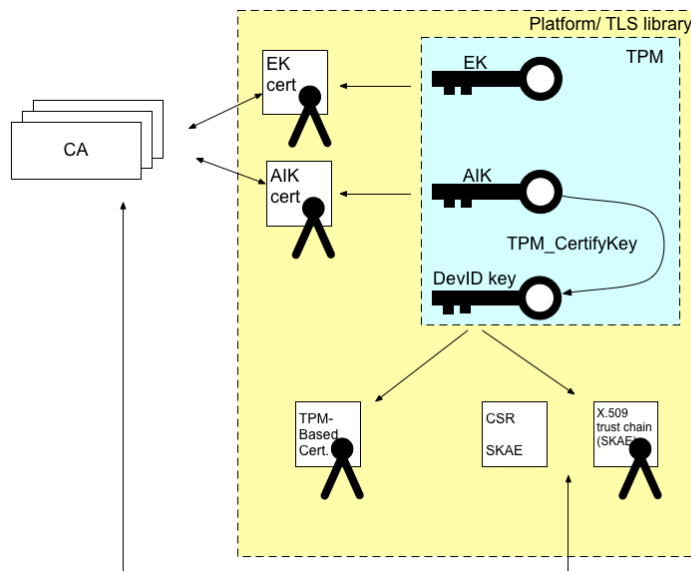 Platform/ TLS library
TPM
EK
cert
EK
CA
AIK
cert
AIK
TPM_CertifyKey
DevID key
TPM-
Based
Cert.
CSR
SKAE
X.509
trust chain
(SKAE)